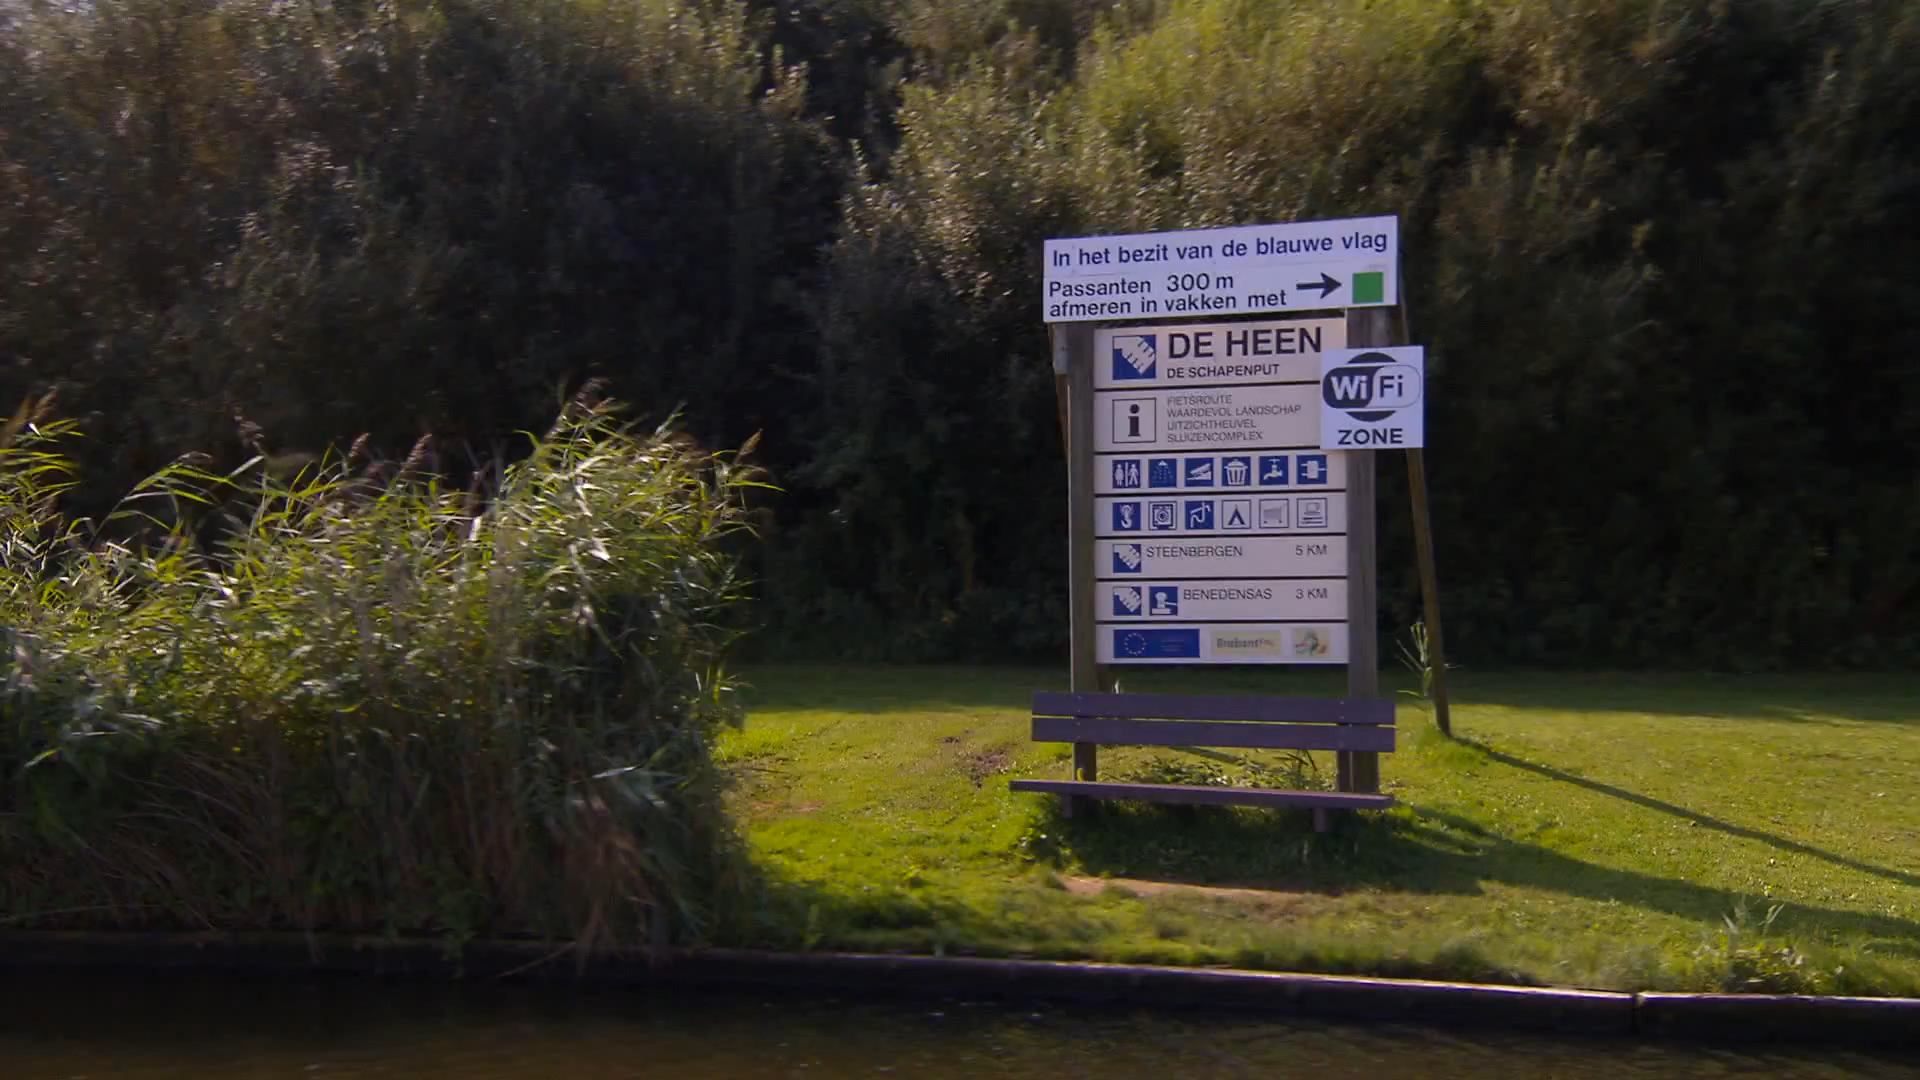 In het bezit van de blauwe vlag
Passanten 300 m
afmeren in vakken met
DE HEEN
DE SCHAPENPUT
i
FIETSROUTE
WAARDEVOL LANDSCHAP
UITZICHTHEUVEL
SLUIZENCOMPLEX
WiFi
ZONE
STEENBERGEN 5 KM
BENEDENSAS 3 KM
Brabant